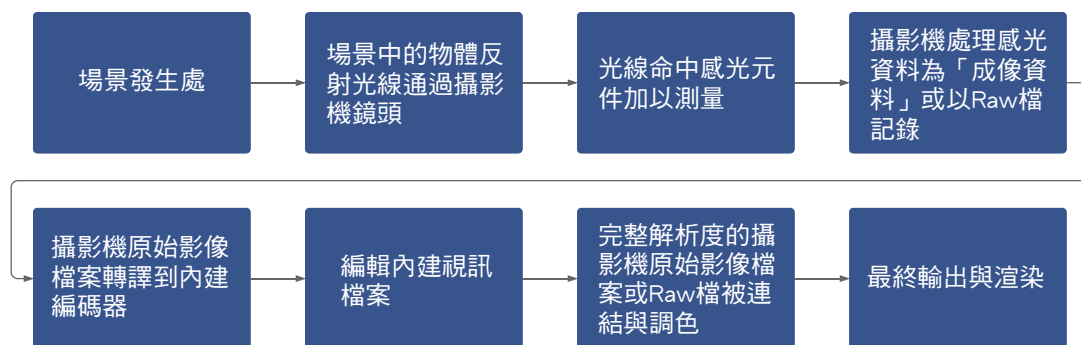 場景發生處
場景中的物體反
射光線通過攝影
機鏡頭
光線命中感光元
件加以測量
攝影機處理感光
資料為「成像資
料」或以Raw檔
記錄
攝影機原始影像
檔案轉譯到內建
編碼器
編輯內建視訊
檔案
完整解析度的攝
影機原始影像檔
案或Raw檔被連
結與調色
最終輸出與渲染